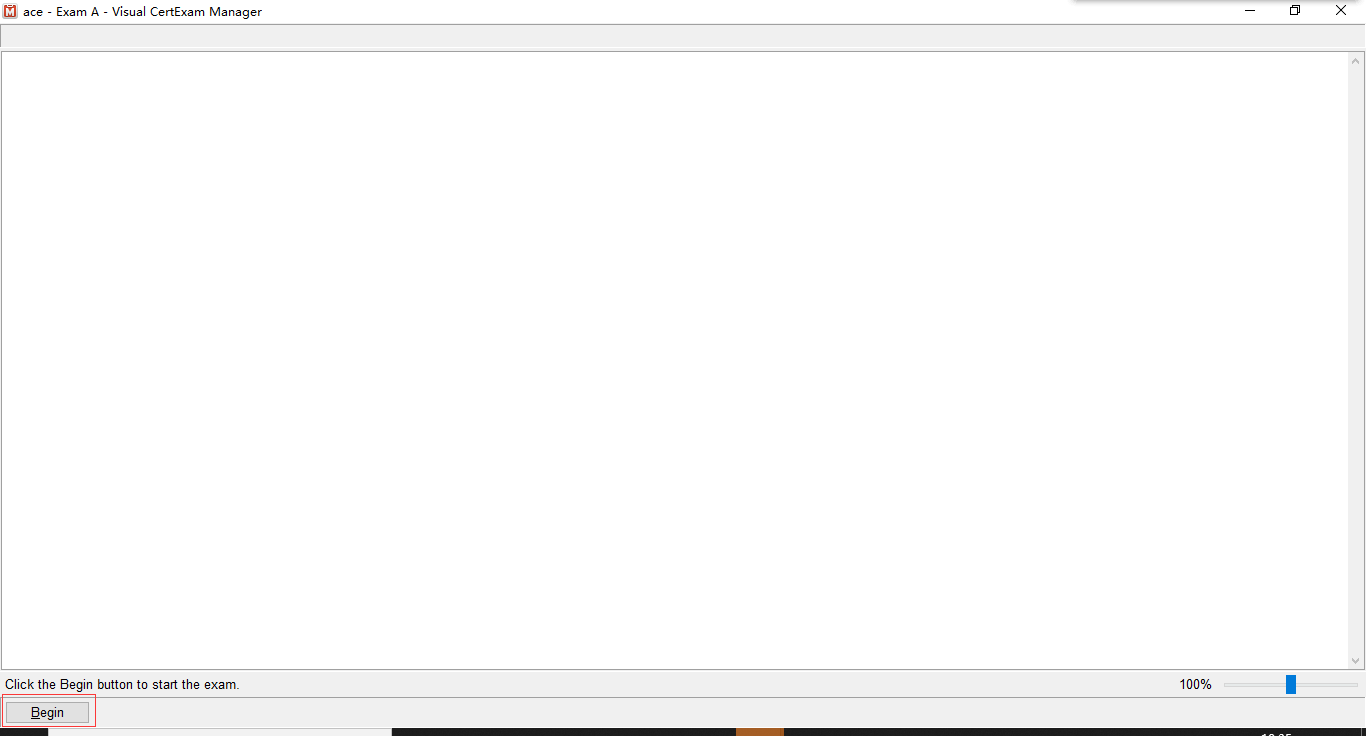 ace - Exam A - Visual CertExam Manager
Click the Begin button to start the exam.
100%
Begin